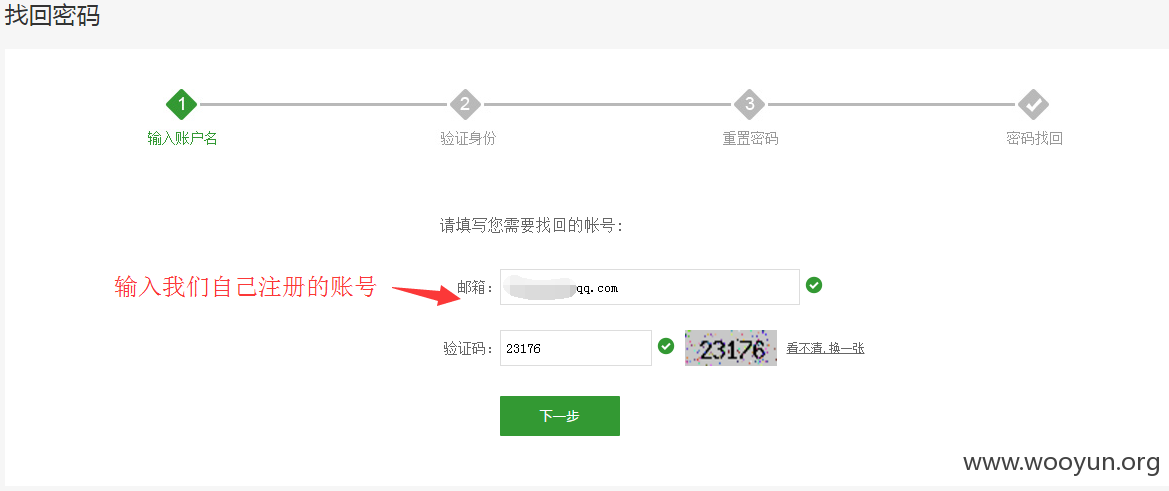 找回密码
1 2 3
输入账户名 验证身份 重置密码 密码找回
请填写您需要找回的帐号:
输入我们自己注册的账号 邮箱: qq.com
验证码: 23176 23176 看不清,换一张
下一步
www.wooyun.org